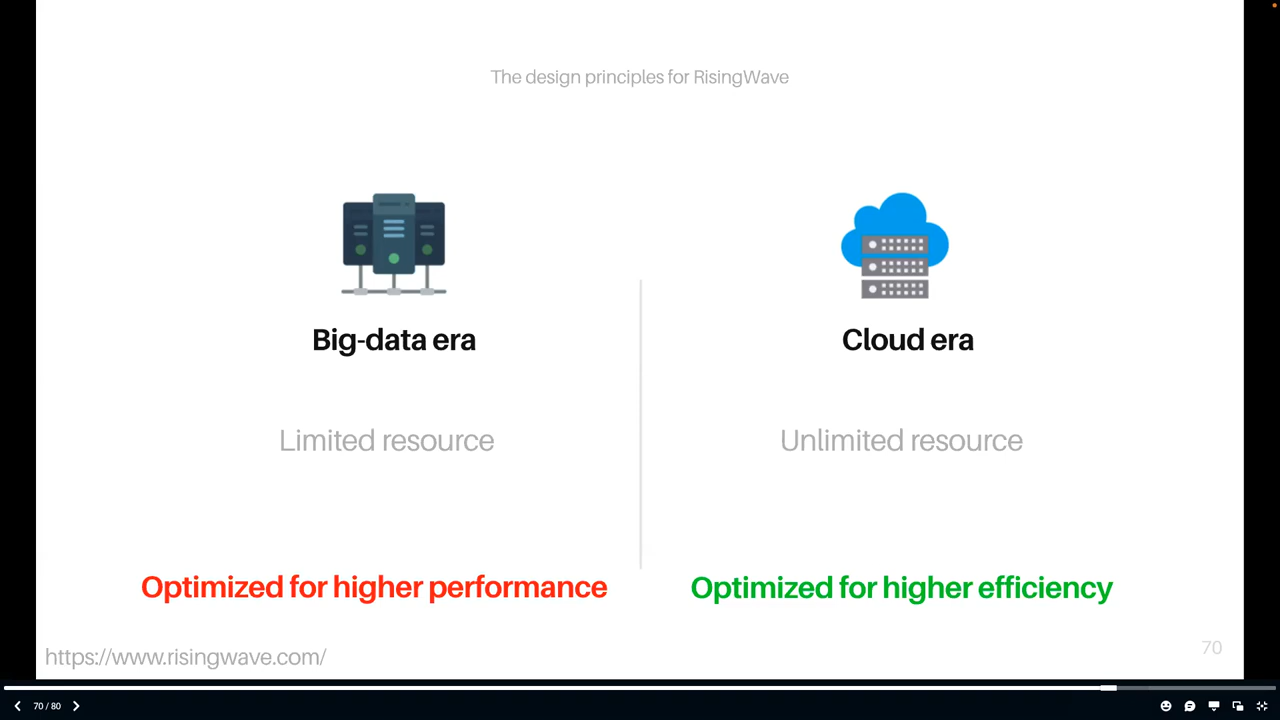 The design principles for RisingWave
Big-data era
Cloud era
Limited resource
Unlimited resource
Optimized for higher performance
Optimized for higher efficiency
https://www.risingwave.com/
70
70 / 80